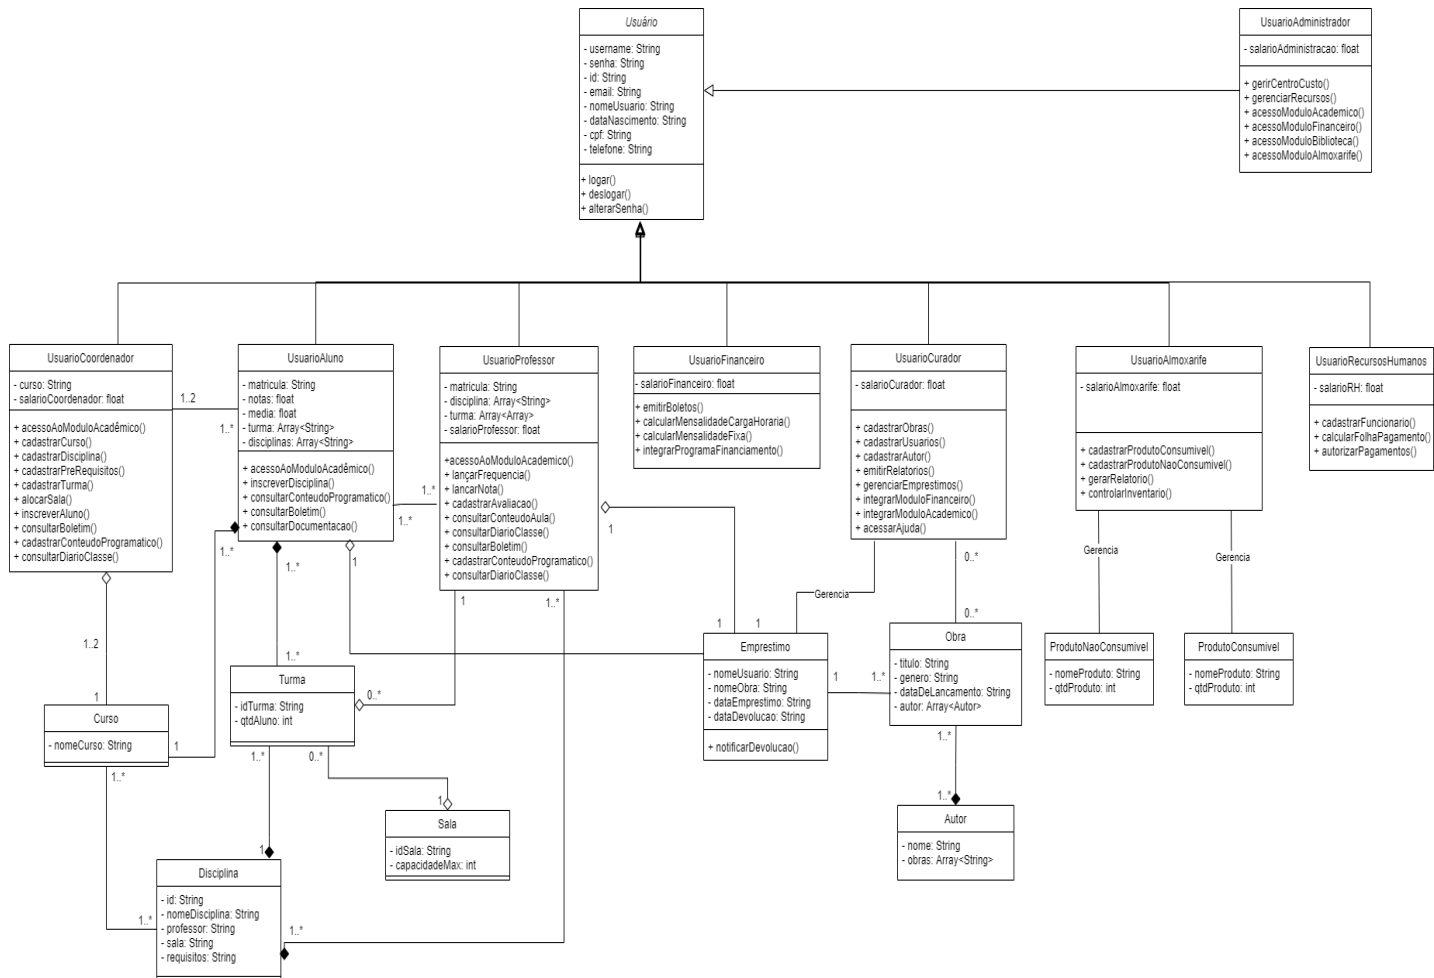 Usuário
- username: String
- senha: String
- id: String
- email: String
- nomeUsuario: String
- dataNascimento: String
- cpf: String
- telefone: String
+ logar()
+ deslogar()
+ alterarSenha()
UsuarioAdministrador
- salarioAdministracao: float
+ gerirCentroCusto()
+ gerenciarRecursos()
+ acessoModuloAcademico()
+ acessoModuloFinanceiro()
+ acessoModuloBiblioteca()
+ acessoModuloAlmoxarife()
UsuarioCoordenador
- curso: String
- salarioCoordenador: float
+ acessoAoModuloAcadêmico()
+ cadastrarCurso()
+ cadastrarDisciplina()
+ cadastrarPreRequisitos()
+ cadastrarTurma()
+ alocarSala()
+ inscreverAluno()
+ consultarBoletim()
+ cadastrarConteudoProgramatico()
+ consultarDiarioClasse()
1..2
1..*
UsuarioAluno
- matricula: String
- notas: float
- media: float
- turma: Array<String>
- disciplinas: Array<String>
+ acessoAoModuloAcadêmico()
+ inscreverDisciplina()
+ consultarConteudoProgramatico()
+ consultarBoletim()
+ consultarDocumentacao()
1..*
1..*
UsuarioProfessor
- matricula: String
- disciplina: Array<String>
- turma: Array<Array>
- salarioProfessor: float
+acessoAoModuloAcademico()
+ lançarFrequencia()
+ lancarNota()
+ cadastrarAvaliacao()
+ consultarConteudoAula()
+ consultarDiarioClasse()
+ consultarBoletim()
+ cadastrarConteudoProgramatico()
+ consultarDiarioClasse()
UsuarioFinanceiro
- salarioFinanceiro: float
+ emitirBoletos()
+ calcularMensalidadeCargaHoraria()
+ calcularMensalidadeFixa()
+ integrarProgramaFinanciamento()
UsuarioCurador
- salarioCurador: float
+ cadastrarObras()
+ cadastrarUsuarios()
+ cadastrarAutor()
+ emitirRelatorios()
+ gerenciarEmprestimos()
+ integrarModuloFinanceiro()
+ integrarModuloAcademico()
+ acessarAjuda()
UsuarioAlmoxarife
- salarioAlmoxarife: float
+ cadastrarProdutoConsumivel()
+ cadastrarProdutoNaoConsumivel()
+ gerarRelatorio()
+ controlarInventario()
UsuarioRecursosHumanos
- salarioRH: float
+ cadastrarFuncionario()
+ calcularFolhaPagamento()
+ autorizarPagamentos()
1..*
1..*
1
1
1..*
1
0..*
Gerencia
Gerencia
Gerencia
1..2
1
1..*
0..*
1
1
0..*
Curso
- nomeCurso: String
1
1..*
Turma
- idTurma: String
- qtdAluno: int
1..*
0..*
Emprestimo
- nomeUsuario: String
- nomeObra: String
- dataEmprestimo: String
- dataDevolucao: String
+ notificarDevolucao()
1
1..*
Obra
- titulo: String
- genero: String
- dataDeLancamento: String
- autor: Array<Autor>
1..*
1..*
ProdutoNaoConsumivel
- nomeProduto: String
- qtdProduto: int
ProdutoConsumivel
- nomeProduto: String
- qtdProduto: int
1
Sala
- idSala: String
- capacidadeMax: int
Autor
- nome: String
- obras: Array<String>
1
1..*
1..*
Disciplina
- id: String
- nomeDisciplina: String
- professor: String
- sala: String
- requisitos: String